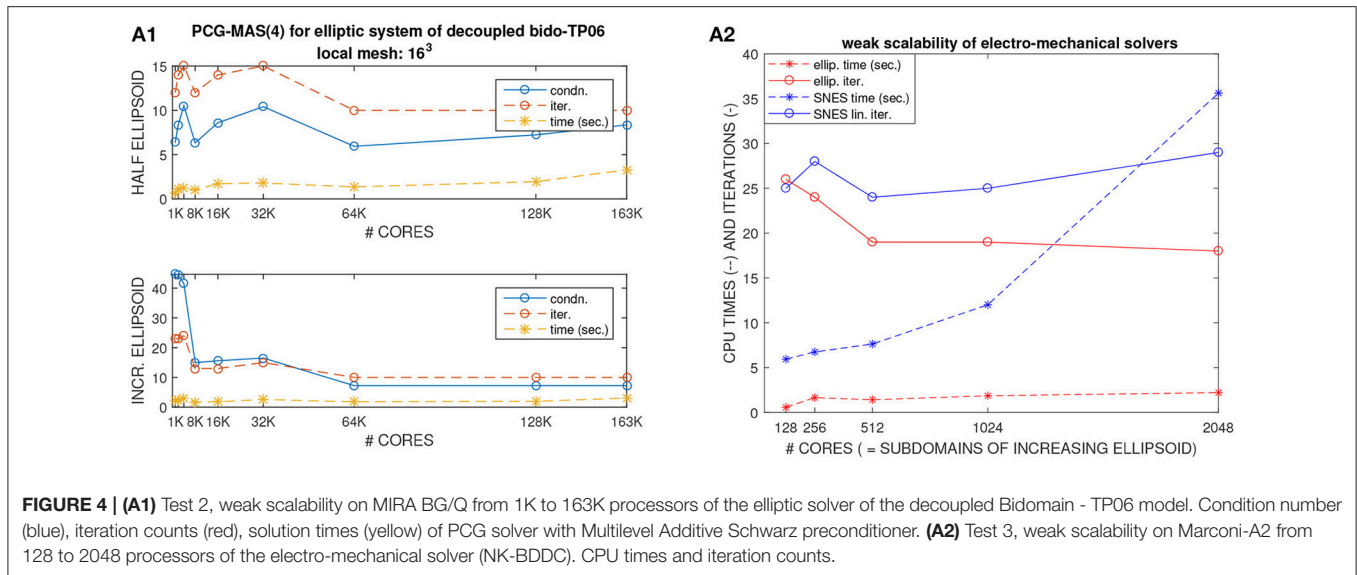 A1
PCG-MAS(4) for elliptic system of decoupled bido-TP06
local mesh: 16³
HALF ELLIPSOID
15
10
5
0
condn.
iter.
time (sec.)
1K 8K 16K 32K 64K 128K 163K
# CORES
INCR. ELLIPSOID
40
30
20
10
0
condn.
iter.
time (sec.)
1K 8K 16K 32K 64K 128K 163K
# CORES
A2
weak scalability of electro-mechanical solvers
ellip. time (sec.)
ellip. iter.
SNES time (sec.)
SNES lin. iter.
CPU TIMES (--) AND ITERATIONS (-)
40
35
30
25
20
15
10
5
0
128 256 512 1024 2048
# CORES ( = SUBDOMAINS OF INCREASING ELLIPSOID)
FIGURE 4 | (A1) Test 2, weak scalability on MIRA BG/Q from 1K to 163K processors of the elliptic solver of the decoupled Bidomain - TP06 model. Condition number
(blue), iteration counts (red), solution times (yellow) of PCG solver with Multilevel Additive Schwarz preconditioner. (A2) Test 3, weak scalability on Marconi-A2 from
128 to 2048 processors of the electro-mechanical solver (NK-BDDC). CPU times and iteration counts.